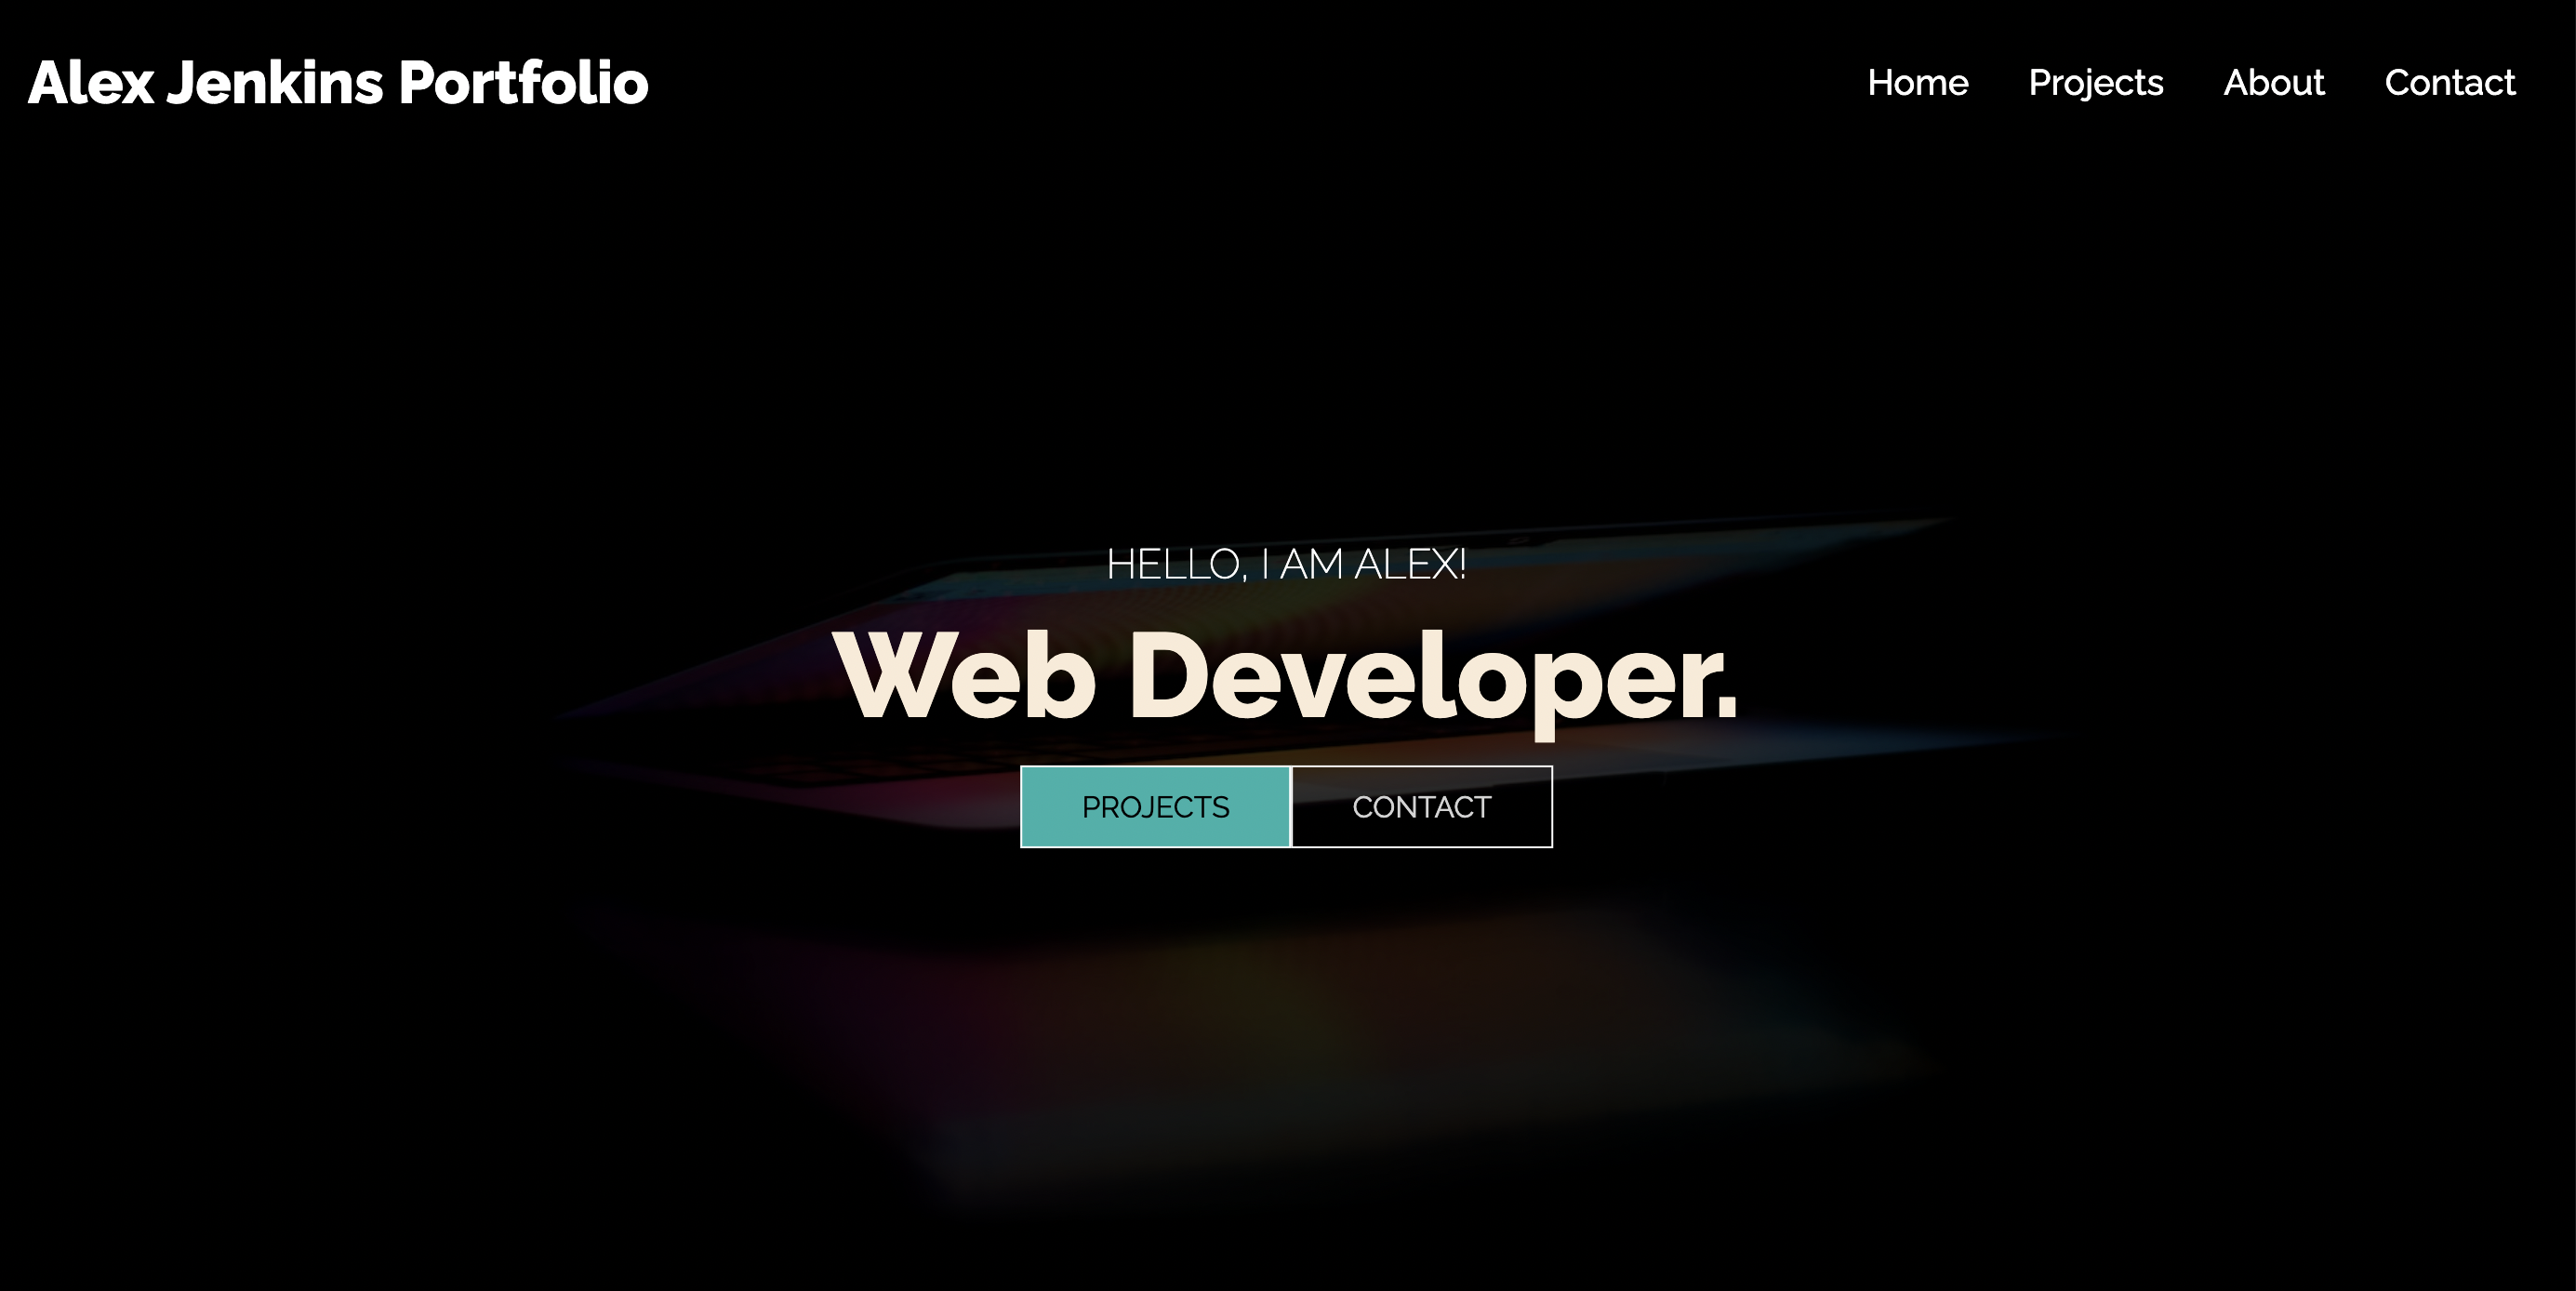 Alex Jenkins Portfolio
Home Projects About Contact
HELLO, I AM ALEX!
Web Developer.
PROJECTS CONTACT